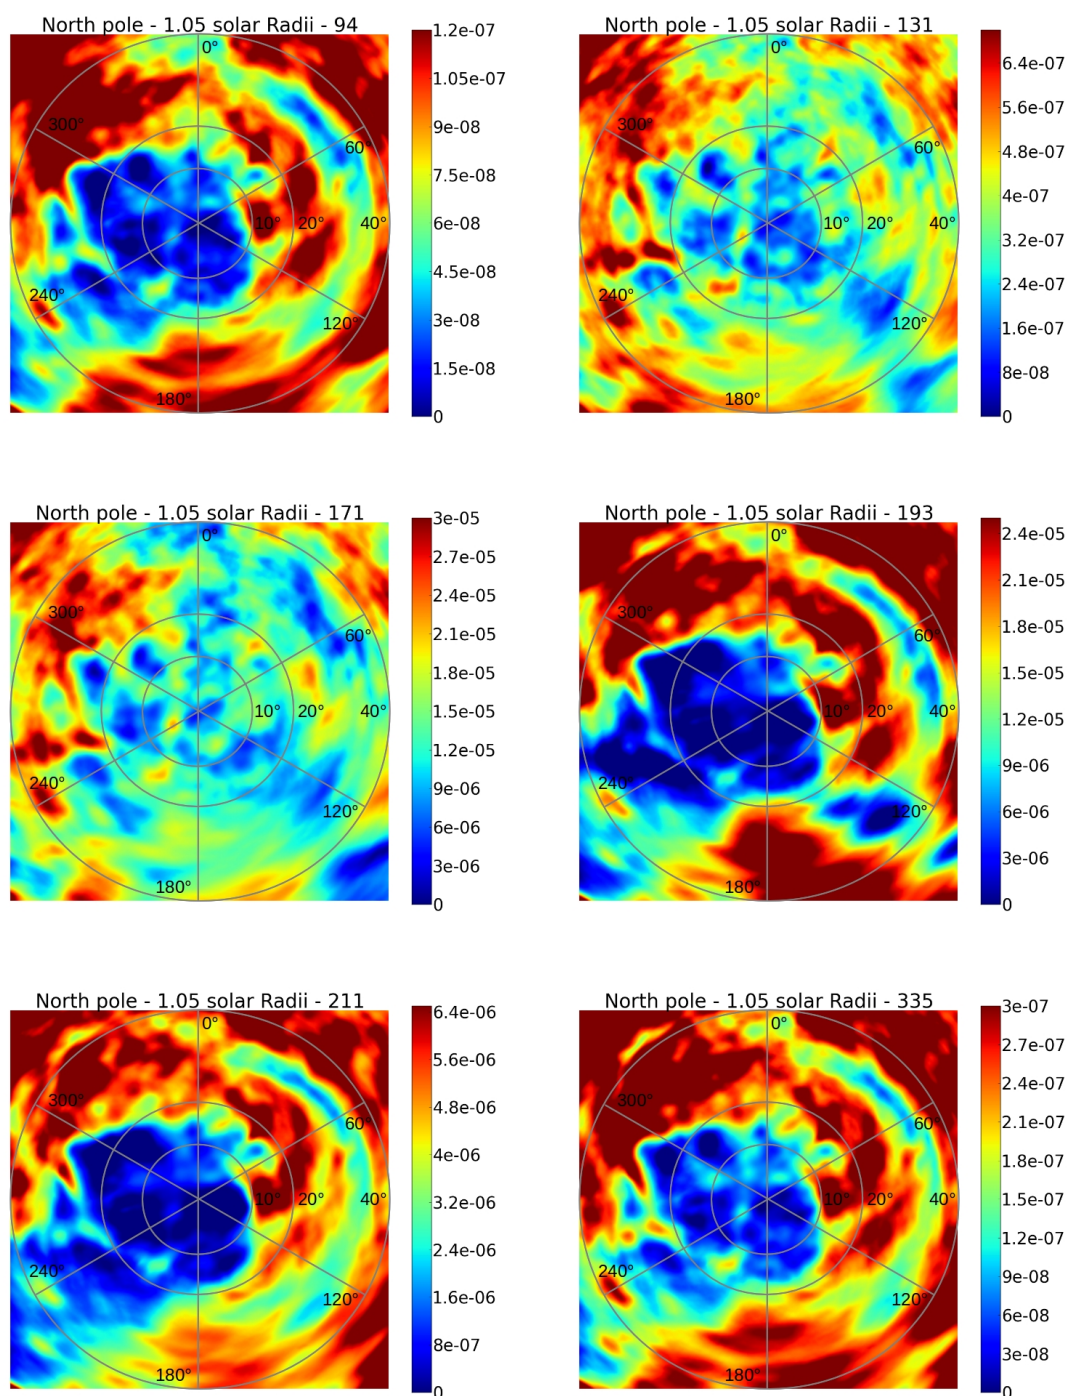 North pole - 1.05 solar Radii - 94
0°
300°
60°
10°
20°
40°
240°
120°
180°
1.2e-07
1.05e-07
9e-08
7.5e-08
6e-08
4.5e-08
3e-08
1.5e-08
0
North pole - 1.05 solar Radii - 131
0°
300°
60°
10°
20°
40°
240°
120°
180°
6.4e-07
5.6e-07
4.8e-07
4e-07
3.2e-07
2.4e-07
1.6e-07
8e-08
0
North pole - 1.05 solar Radii - 171
0°
300°
60°
10°
20°
40°
240°
120°
180°
3e-05
2.7e-05
2.4e-05
2.1e-05
1.8e-05
1.5e-05
1.2e-05
9e-06
6e-06
3e-06
0
North pole - 1.05 solar Radii - 193
0°
300°
60°
10°
20°
40°
240°
120°
180°
2.4e-05
2.1e-05
1.8e-05
1.5e-05
1.2e-05
9e-06
6e-06
3e-06
0
North pole - 1.05 solar Radii - 211
0°
300°
60°
10°
20°
40°
240°
120°
180°
6.4e-06
5.6e-06
4.8e-06
4e-06
3.2e-06
2.4e-06
1.6e-06
8e-07
0
North pole - 1.05 solar Radii - 335
0°
300°
60°
10°
20°
40°
240°
120°
180°
3e-07
2.7e-07
2.4e-07
2.1e-07
1.8e-07
1.5e-07
1.2e-07
9e-08
6e-08
3e-08
0